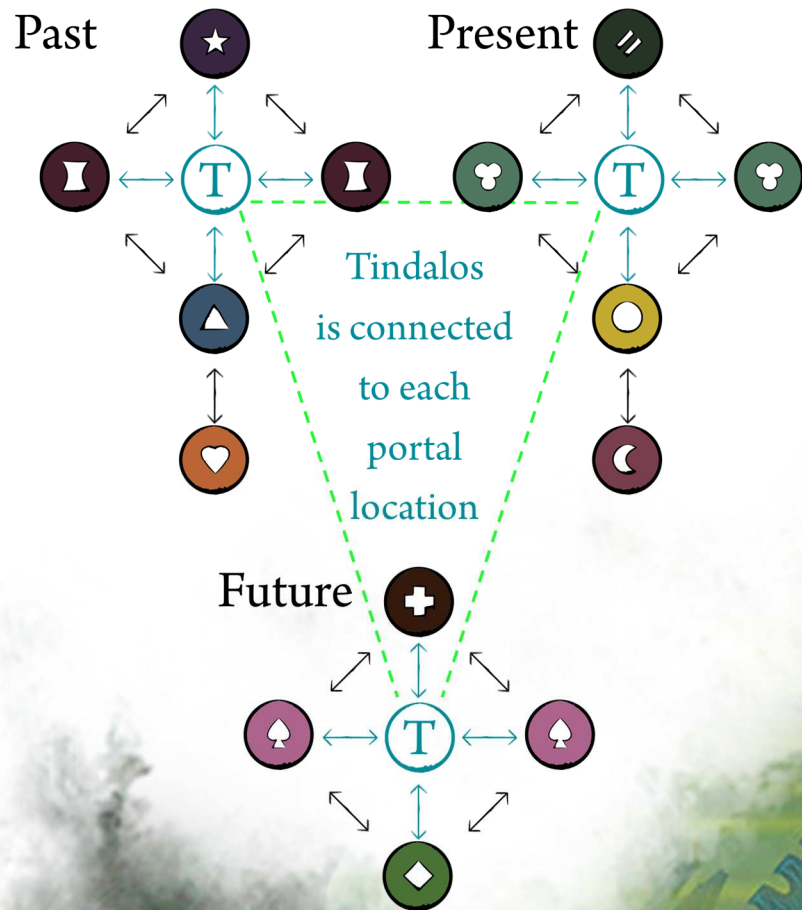 Past
Present
T
T
Tindalos
is connected
to each
portal
location
Future
T